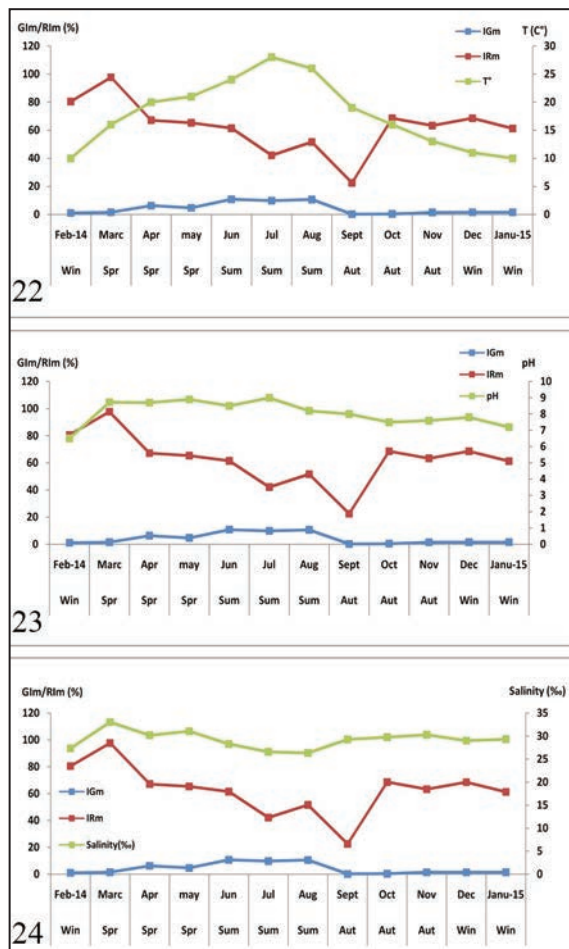 GIm/RIm (%) T (C°)
120 30
IGm
100 25
IRm
80 T° 20
60 15
40 10
20 5
0 0
Feb-14 Marc Apr may Jun Jul Aug Sept Oct Nov Dec Janu-15
Win Spr Spr Spr Sum Sum Sum Aut Aut Aut Win Win
22
GIm/RIm (%) pH
IGm
IRm
pH
120 10
9
100 8
80 7
6
60 5
4
40 3
20 2
1
0 0
Feb-14 Marc Apr may Jun Jul Aug Sept Oct Nov Dec Janu-15
Win Spr Spr Spr Sum Sum Sum Aut Aut Aut Win Win
23
GIm/RIm (%) Salinity (‰)
120 35
100 30
25
80 20
60 IGm 15
40 IRm 10
20 Salinity(‰) 5
0 0
Feb-14 Marc Apr may Jun Jul Aug Sept Oct Nov Dec Janu-15
Win Spr Spr Spr Sum Sum Sum Aut Aut Aut Win Win
24